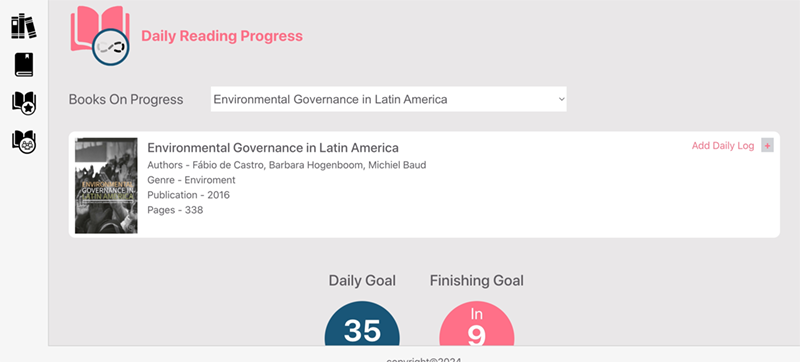 Daily Reading Progress
Books On Progress
Environmental Governance in Latin America
Environmental Governance in Latin America
Add Daily Log +
Authors - Fábio de Castro, Barbara Hogenboom, Michiel Baud
Genre - Enviroment
Publication - 2016
Pages - 338
ENVIRONMENTAL
GOVERNANCE IN
LATIN AMERICA
Daily Goal
Finishing Goal
35
In
9
copyright©2024